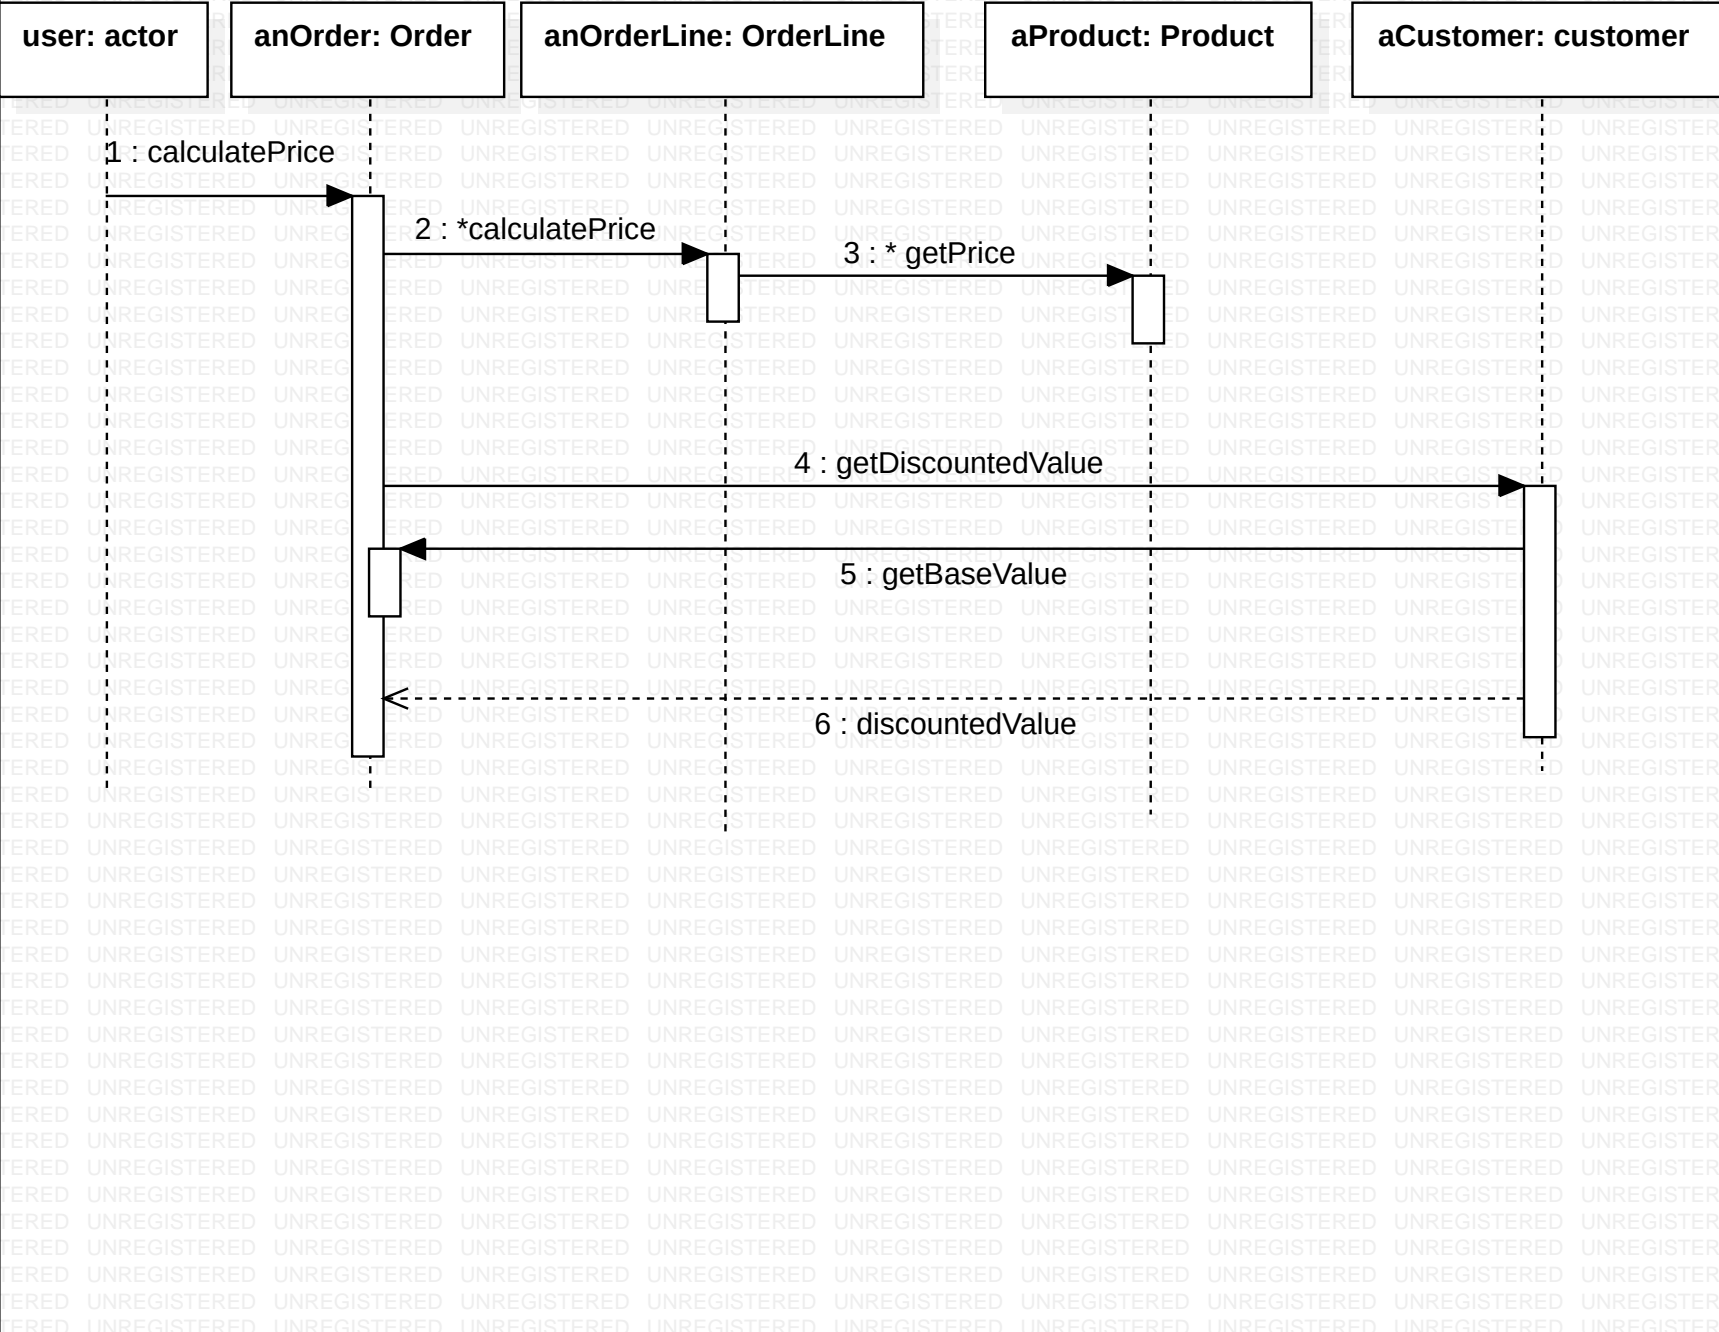 user: actor
anOrder: Order
anOrderLine: OrderLine
aProduct: Product
aCustomer: customer
1 : calculatePrice
2 : *calculatePrice
3 : * getPrice
4 : getDiscountedValue
5 : getBaseValue
6 : discountedValue
UNREGISTERED